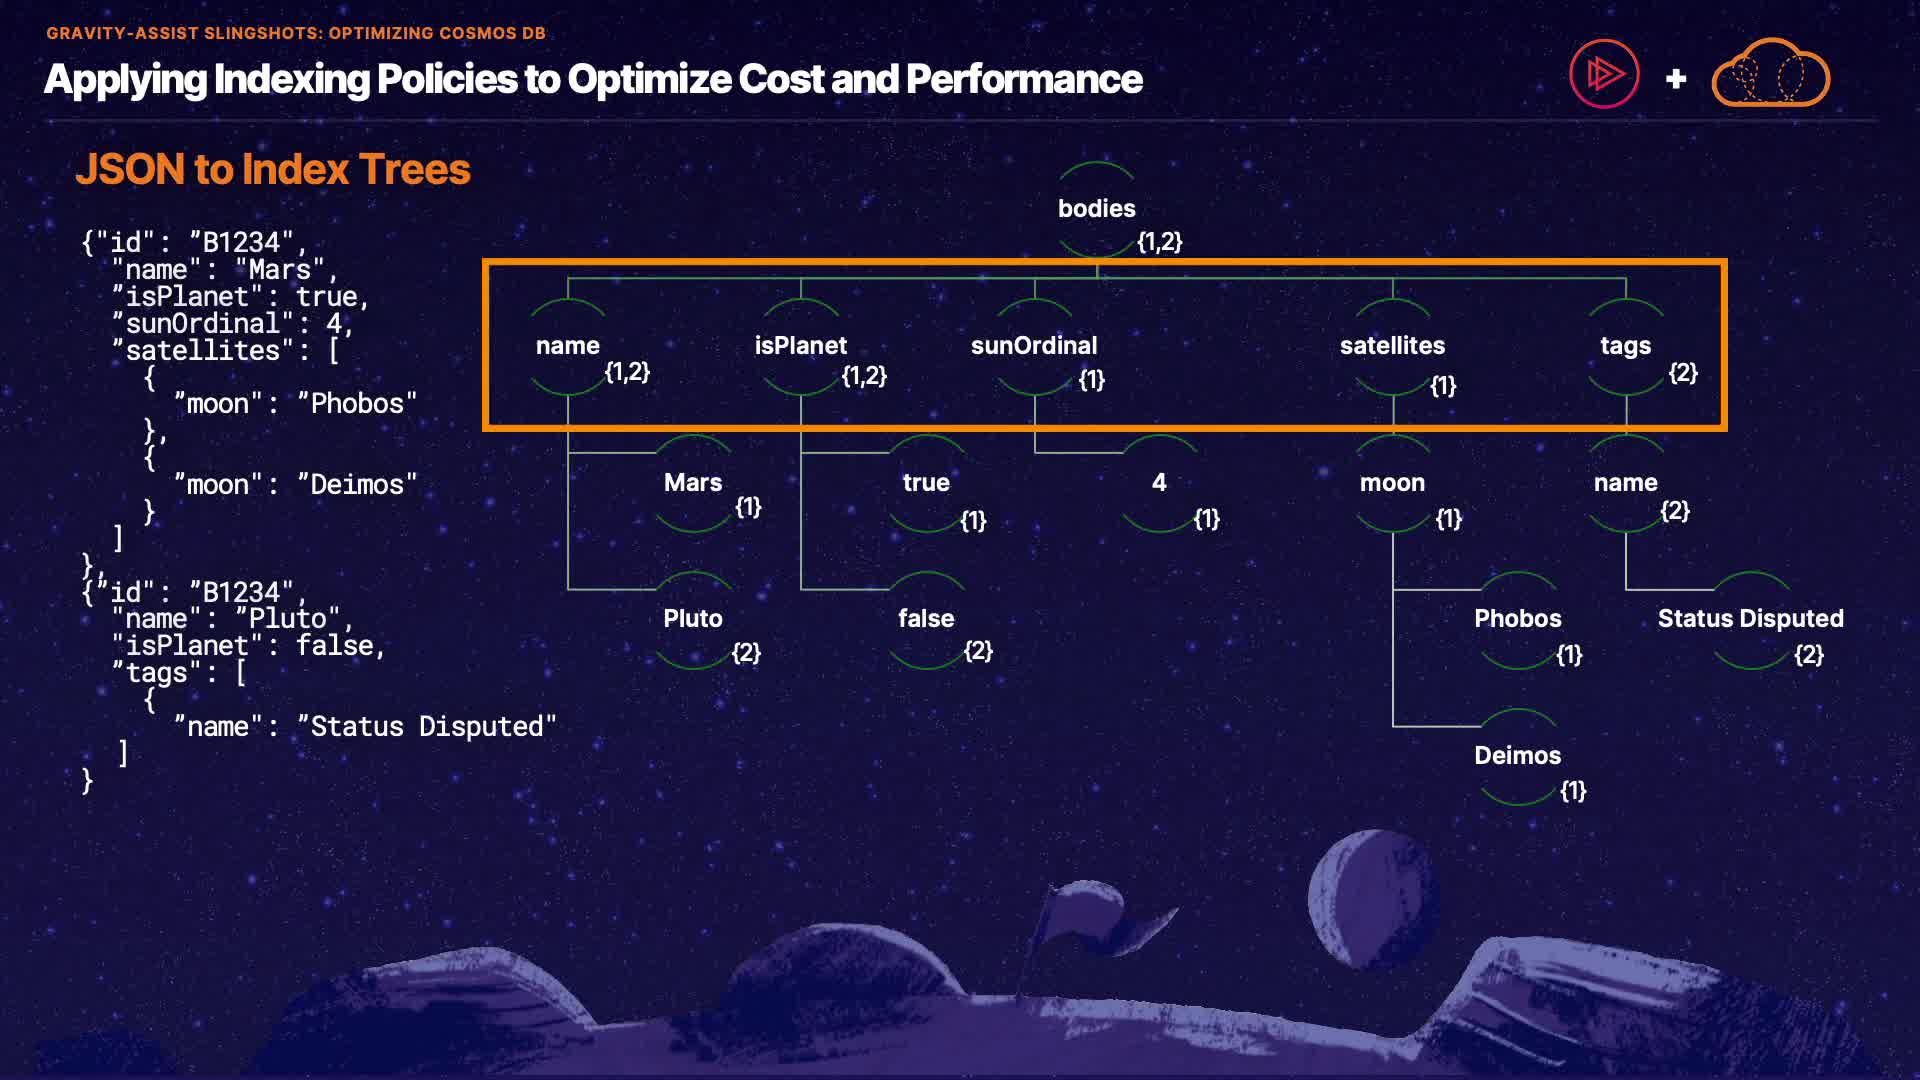 GRAVITY-ASSIST SLINGSHOTS: OPTIMIZING COSMOS DB
Applying Indexing Policies to Optimize Cost and Performance
+
JSON to Index Trees
{"id": ”B1234",
"name": "Mars",
”isPlanet": true,
”sunOrdinal": 4,
”satellites": [
{
”moon": ”Phobos"
},
{
”moon": ”Deimos"
}
]
},
{”id": ”B1234",
"name": ”Pluto",
"isPlanet": false,
”tags": [
{
”name": ”Status Disputed"
]
}
bodies
{1,2}
name
{1,2}
isPlanet
{1,2}
sunOrdinal
{1}
satellites
{1}
tags
{2}
Mars
{1}
true
{1}
4
{1}
moon
{1}
name
{2}
Pluto
{2}
false
{2}
Phobos
{1}
Status Disputed
{2}
Deimos
{1}